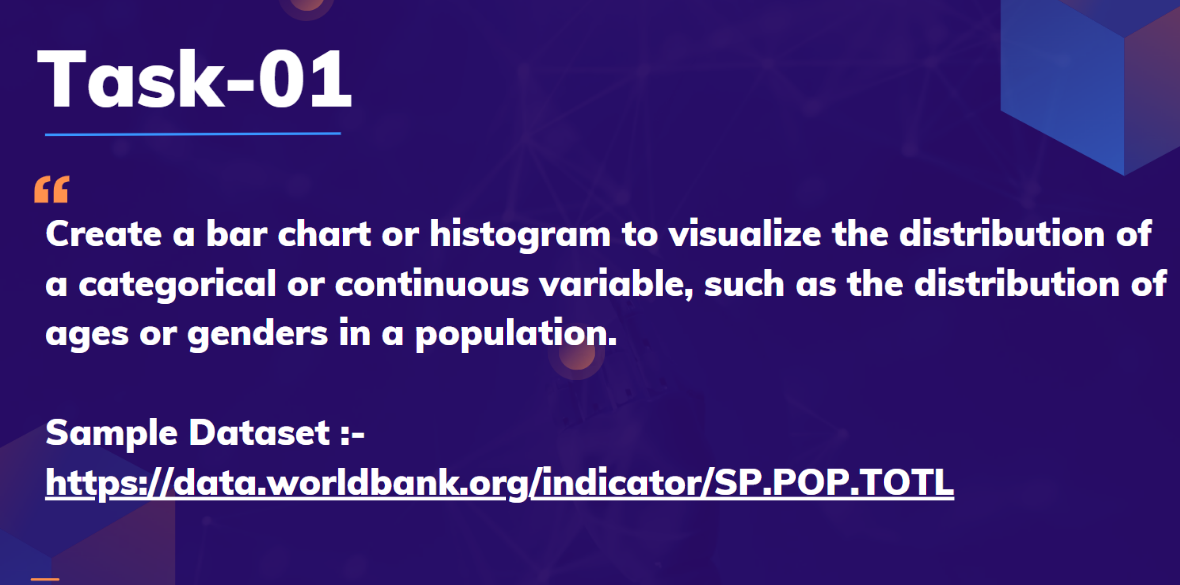 Task-01
“
Create a bar chart or histogram to visualize the distribution of
a categorical or continuous variable, such as the distribution of
ages or genders in a population.
Sample Dataset :-
https://data.worldbank.org/indicator/SP.POP.TOTL